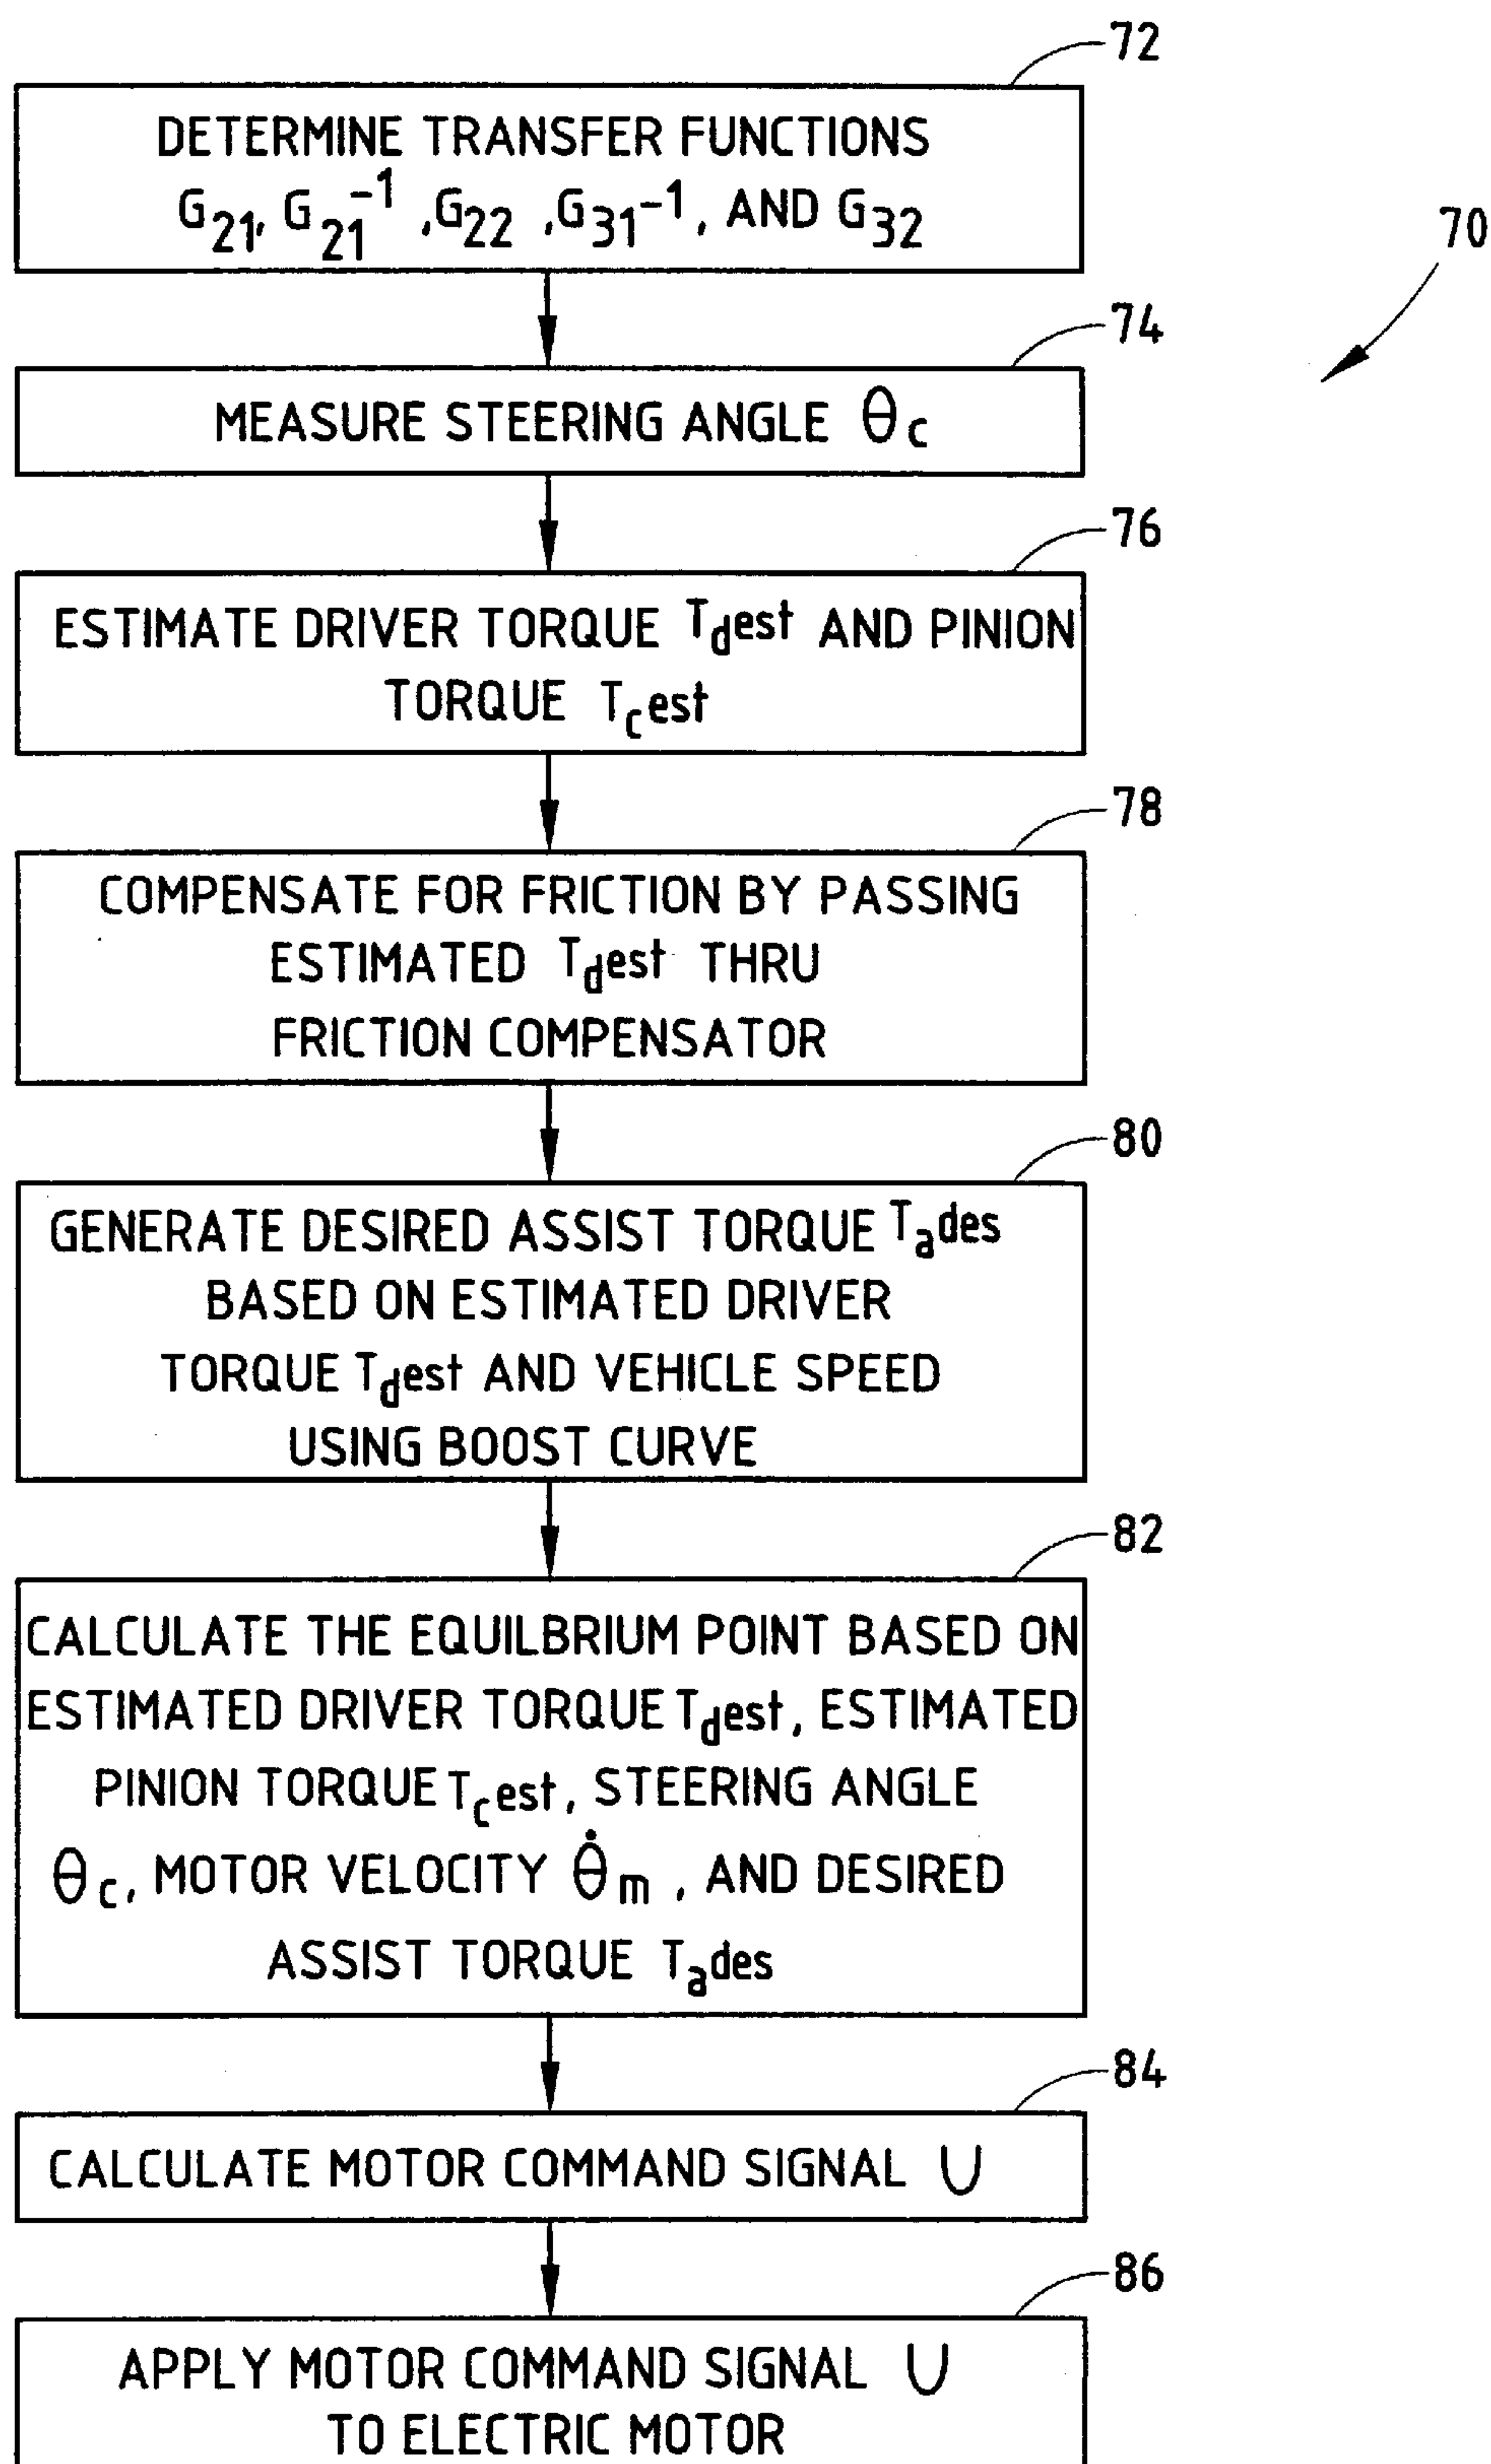 72
DETERMINE TRANSFER FUNCTIONS
G21, G21-1 ,G22 ,G31-1, AND G32
70
74
MEASURE STEERING ANGLE θc
76
ESTIMATE DRIVER TORQUE Tdest AND PINION
TORQUE Tcest
78
COMPENSATE FOR FRICTION BY PASSING
ESTIMATED Tdest THRU
FRICTION COMPENSATOR
80
GENERATE DESIRED ASSIST TORQUE Tades
BASED ON ESTIMATED DRIVER
TORQUE Tdest AND VEHICLE SPEED
USING BOOST CURVE
82
CALCULATE THE EQUILBRIUM POINT BASED ON
ESTIMATED DRIVER TORQUE Tdest, ESTIMATED
PINION TORQUE Tcest, STEERING ANGLE
θc, MOTOR VELOCITY θ̇m , AND DESIRED
ASSIST TORQUE Tades
84
CALCULATE MOTOR COMMAND SIGNAL U
86
APPLY MOTOR COMMAND SIGNAL U
TO ELECTRIC MOTOR